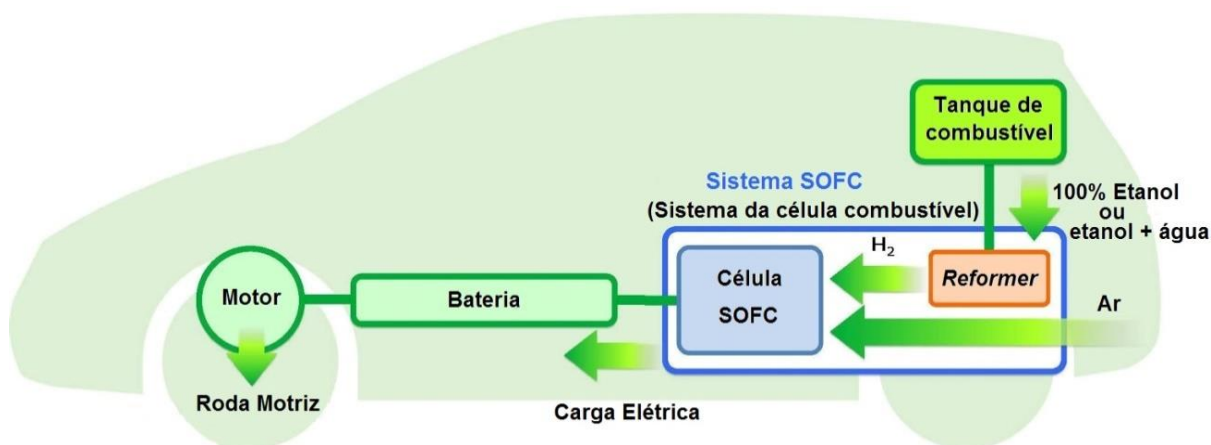 Tanque de
combustível
Sistema SOFC
(Sistema da célula combustível)
100% Etanol
ou
etanol + água
H₂
Reformer
Célula
SOFC
Ar
Motor
Bateria
Roda Motriz
Carga Elétrica